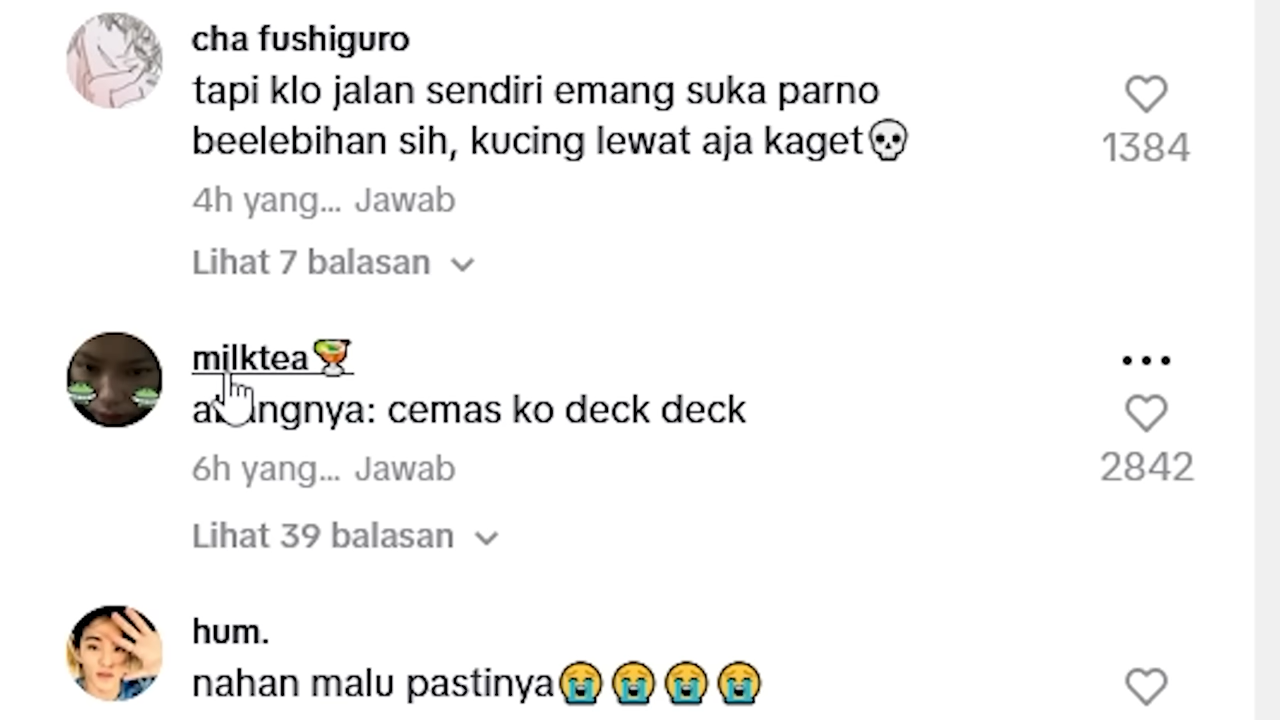 cha fushiguro
tapi klo jalan sendiri emang suka parno
beelebihan sih, kucing lewat aja kaget💀
1384
4h yang... Jawab
Lihat 7 balasan
milktea🍹
cemas ko deck deck
2842
6h yang... Jawab
Lihat 39 balasan
hum.
nahan malu pastinya😭😭😭😭